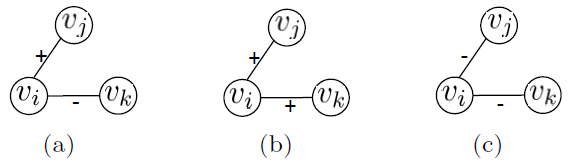 v_j v_j v_j
+ + -
v_i - v_k v_i + v_k v_i - v_k
(a) (b) (c)